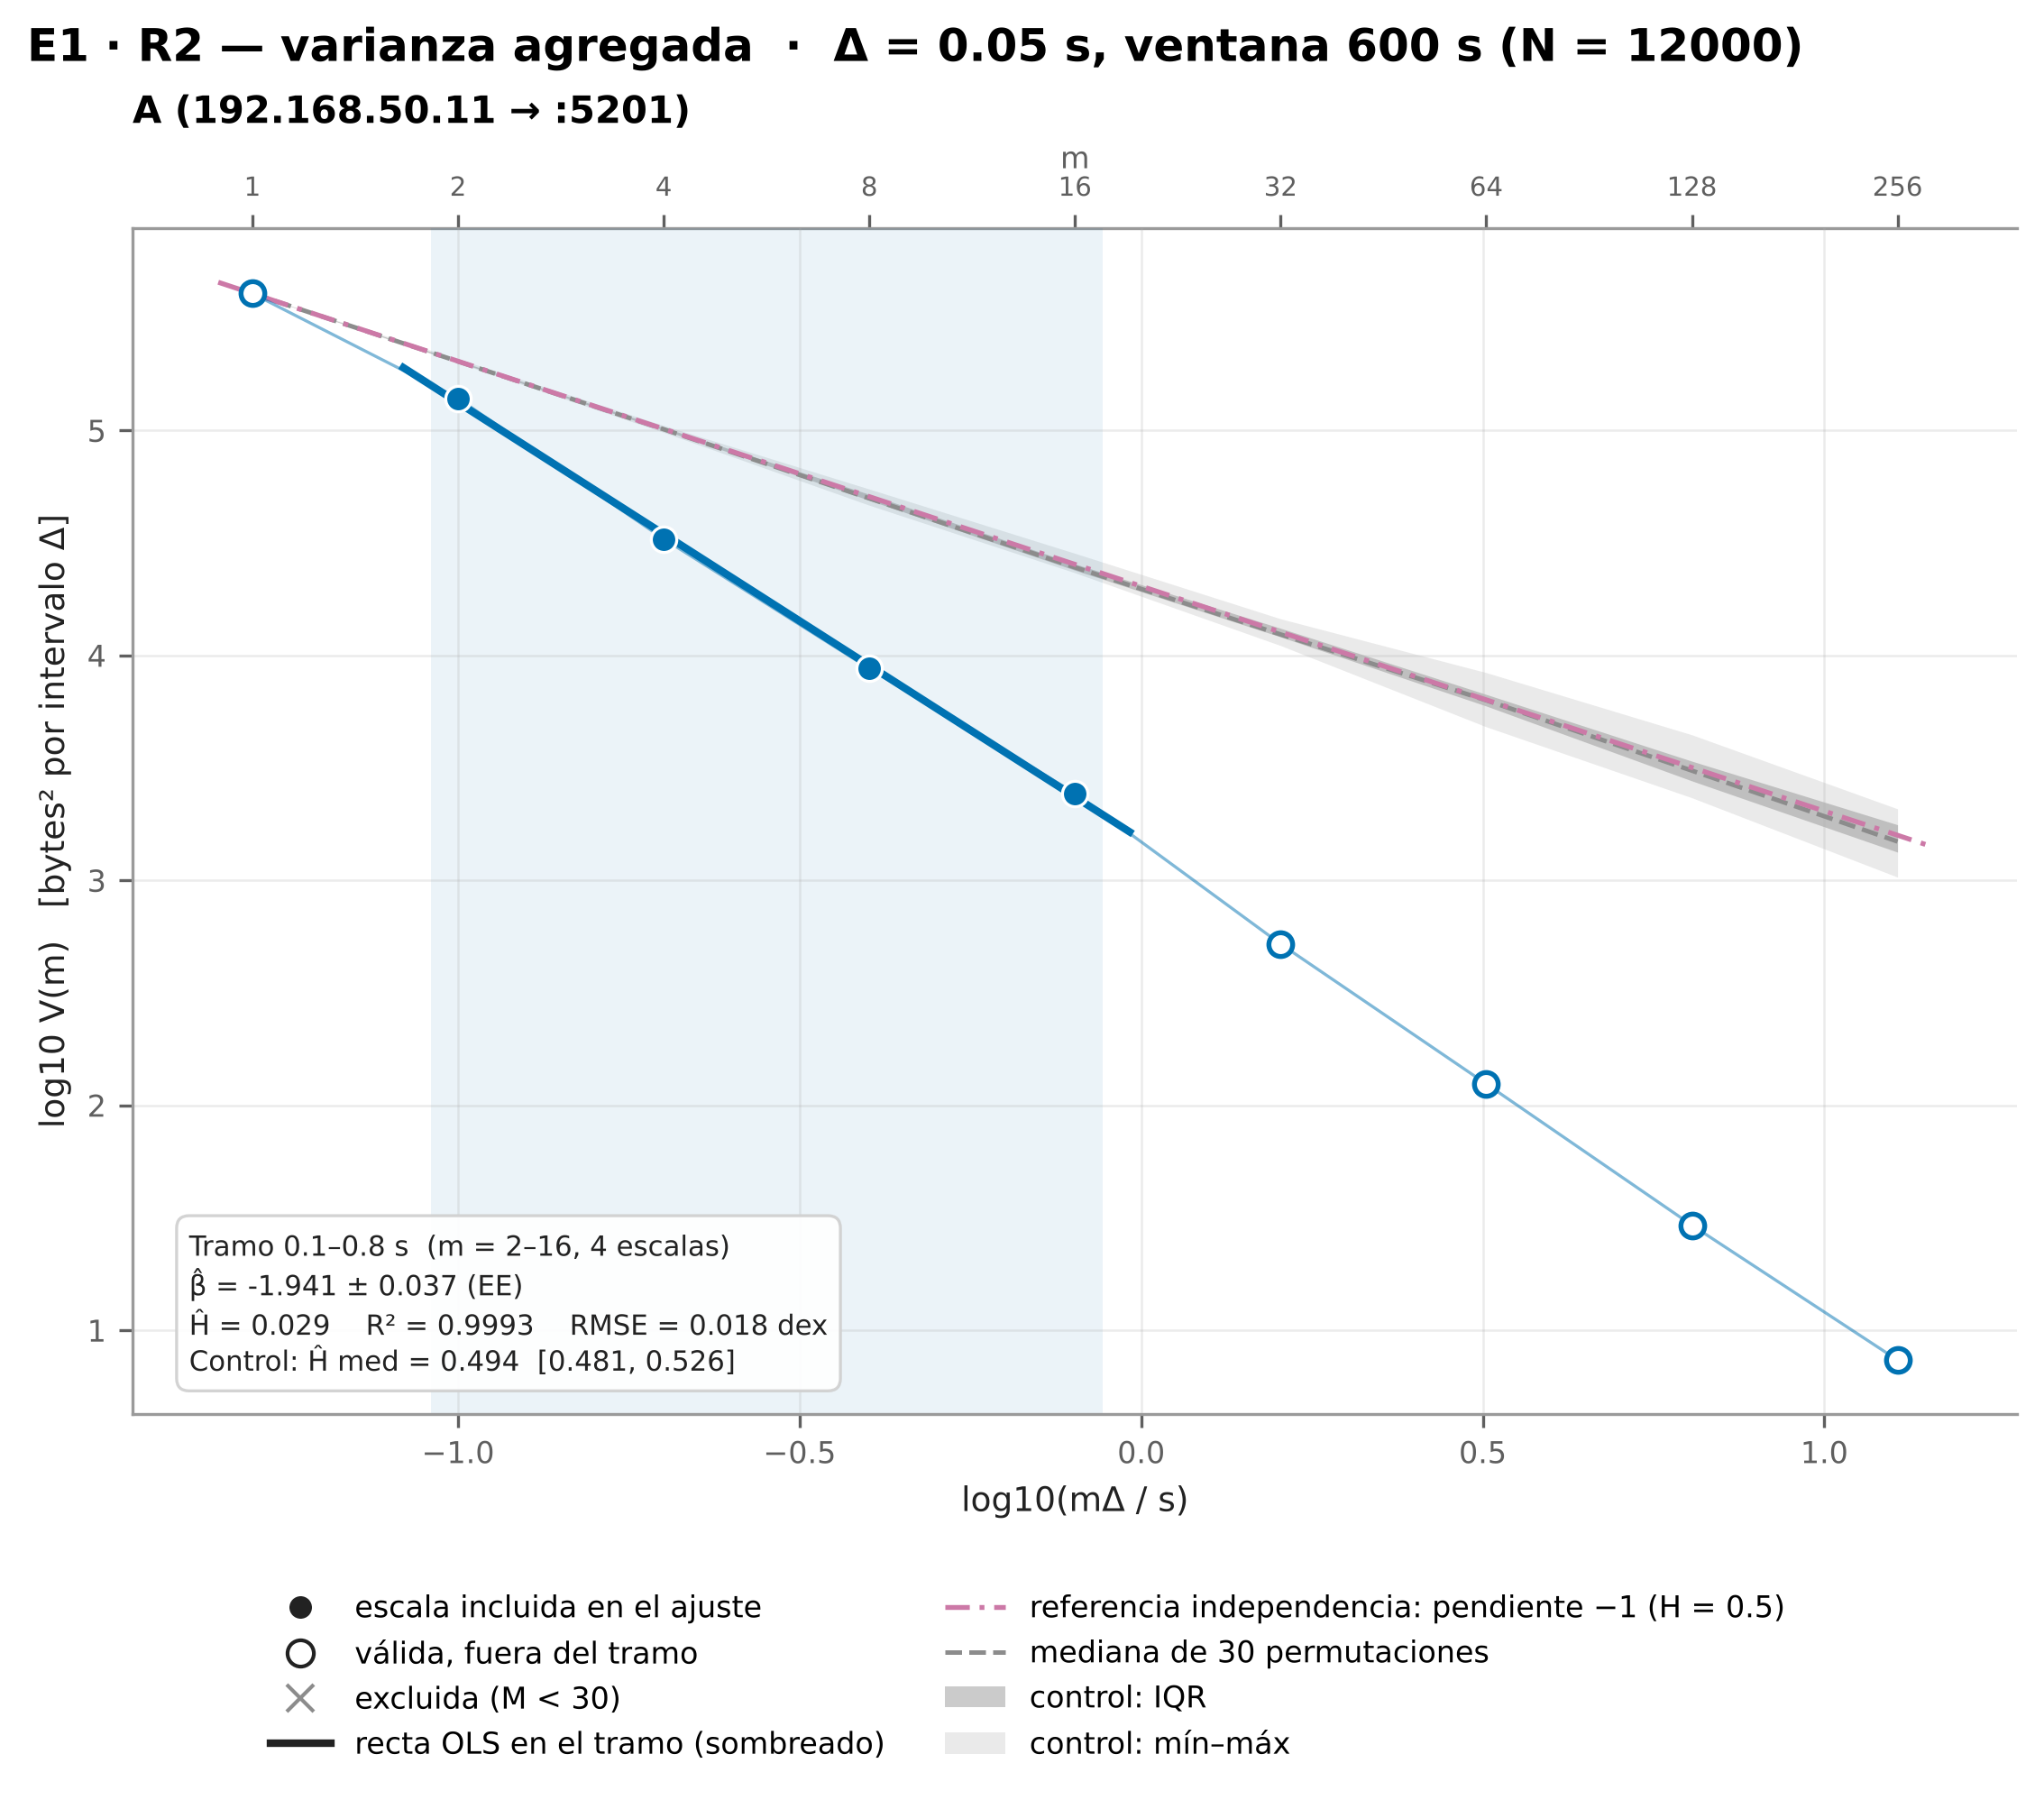 E1 · R2 — varianza agregada · Δ = 0.05 s, ventana 600 s (N = 12000)
A (192.168.50.11 → :5201)
m
1 2 4 8 16 32 64 128 256
log10 V(m) [bytes² por intervalo Δ]
5
4
3
2
1
Tramo 0.1–0.8 s (m = 2–16, 4 escalas)
β̂ = -1.941 ± 0.037 (EE)
Ĥ = 0.029 R² = 0.9993 RMSE = 0.018 dex
Control: Ĥ med = 0.494 [0.481, 0.526]
−1.0 −0.5 0.0 0.5 1.0
log10(mΔ / s)
escala incluida en el ajuste
válida, fuera del tramo
excluida (M < 30)
recta OLS en el tramo (sombreado)
referencia independencia: pendiente −1 (H = 0.5)
mediana de 30 permutaciones
control: IQR
control: mín–máx